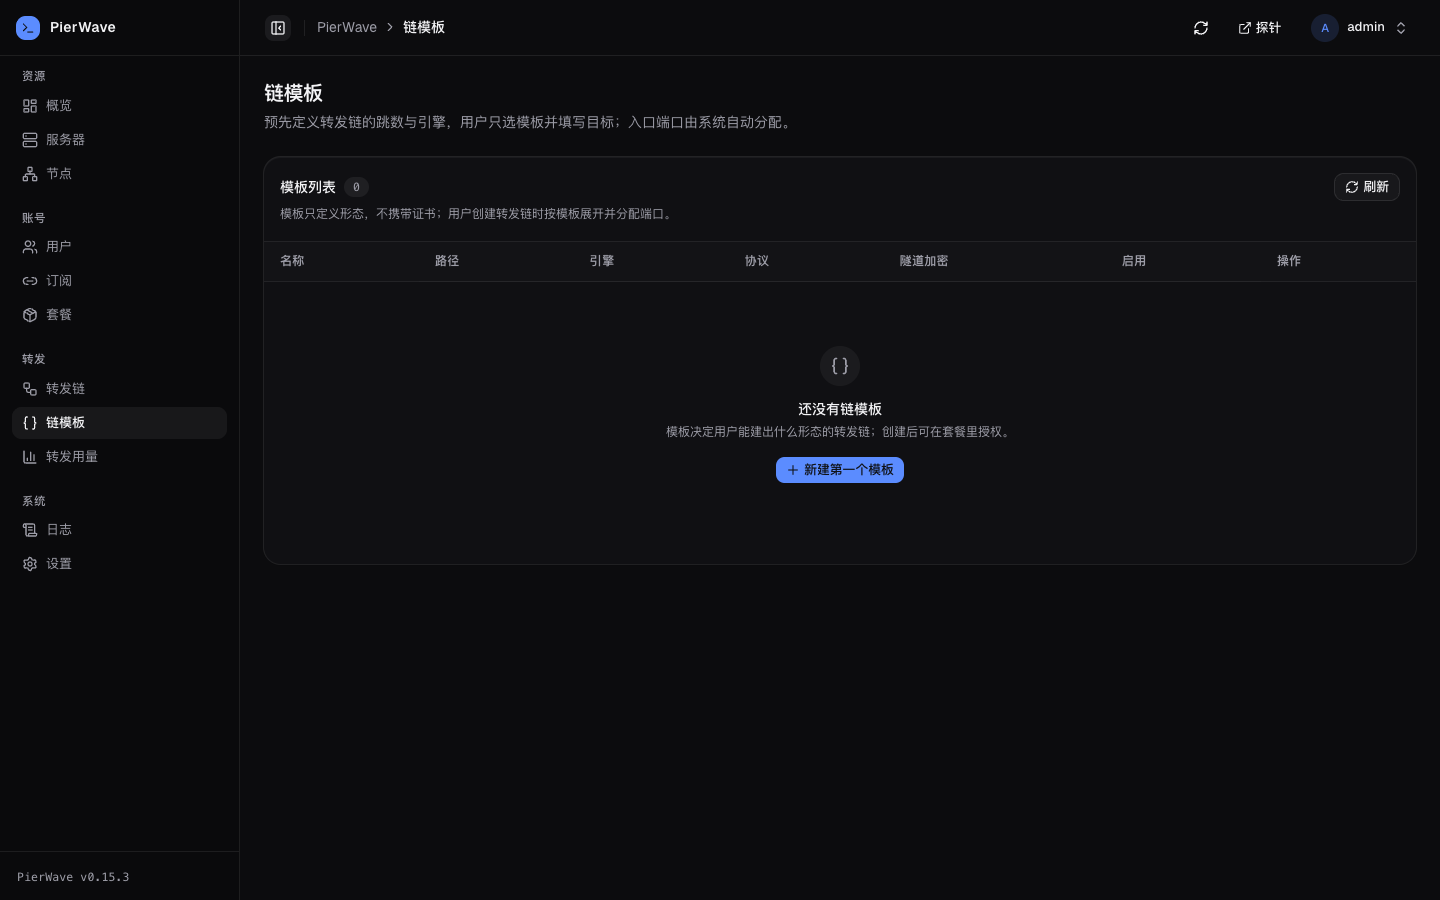 PierWave
资源
概览
服务器
节点
账号
用户
订阅
套餐
转发
转发链
链模板
转发用量
系统
日志
设置
PierWave v0.15.3
PierWave > 链模板
探针
A admin
链模板
预先定义转发链的跳数与引擎，用户只选模板并填写目标；入口端口由系统自动分配。
模板列表 0
刷新
模板只定义形态，不携带证书；用户创建转发链时按模板展开并分配端口。
名称 路径 引擎 协议 隧道加密 启用 操作
{ }
还没有链模板
模板决定用户能建出什么形态的转发链；创建后可在套餐里授权。
+ 新建第一个模板